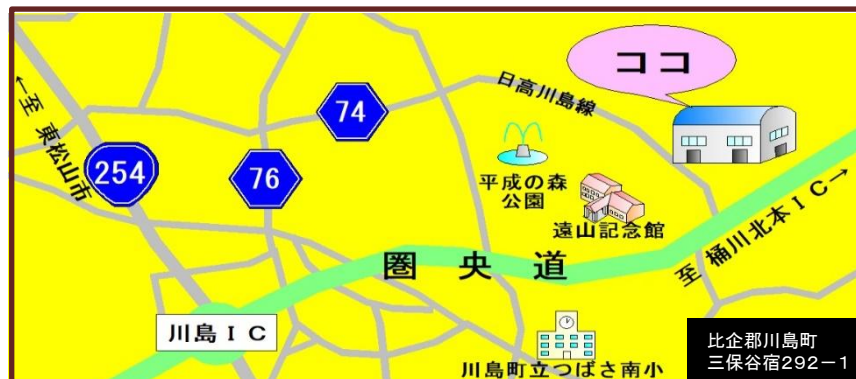 ココ
日高川島線
74
←至 東松山市
254
76
平成の森
公園
遠山記念館
至 桶川北本IC→
圏央道
川島IC
川島町立つばさ南小
比企郡川島町
三保谷宿292-1